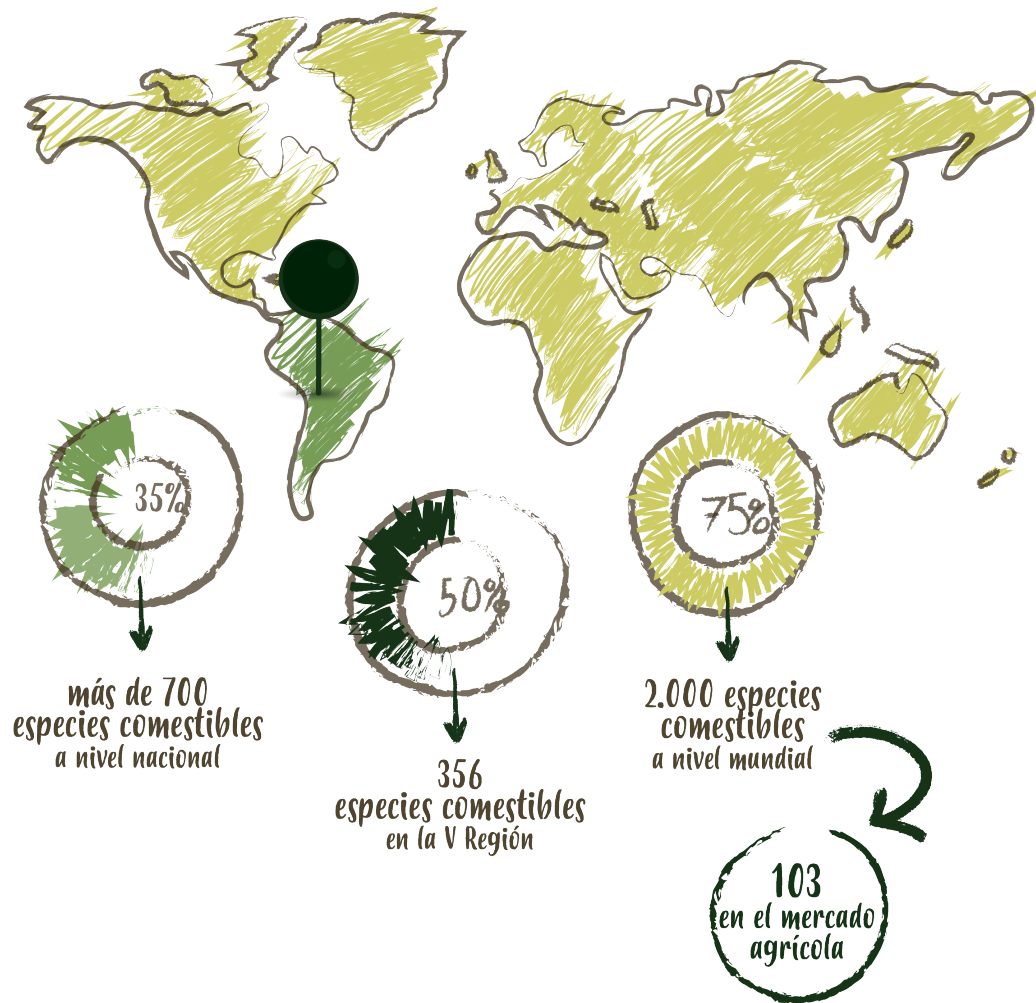 35%
más de 700
especies comestibles
a nivel nacional
50%
356
especies comestibles
en la V Región
75%
2.000 especies
comestibles
a nivel mundial
103
en el mercado
agrícola